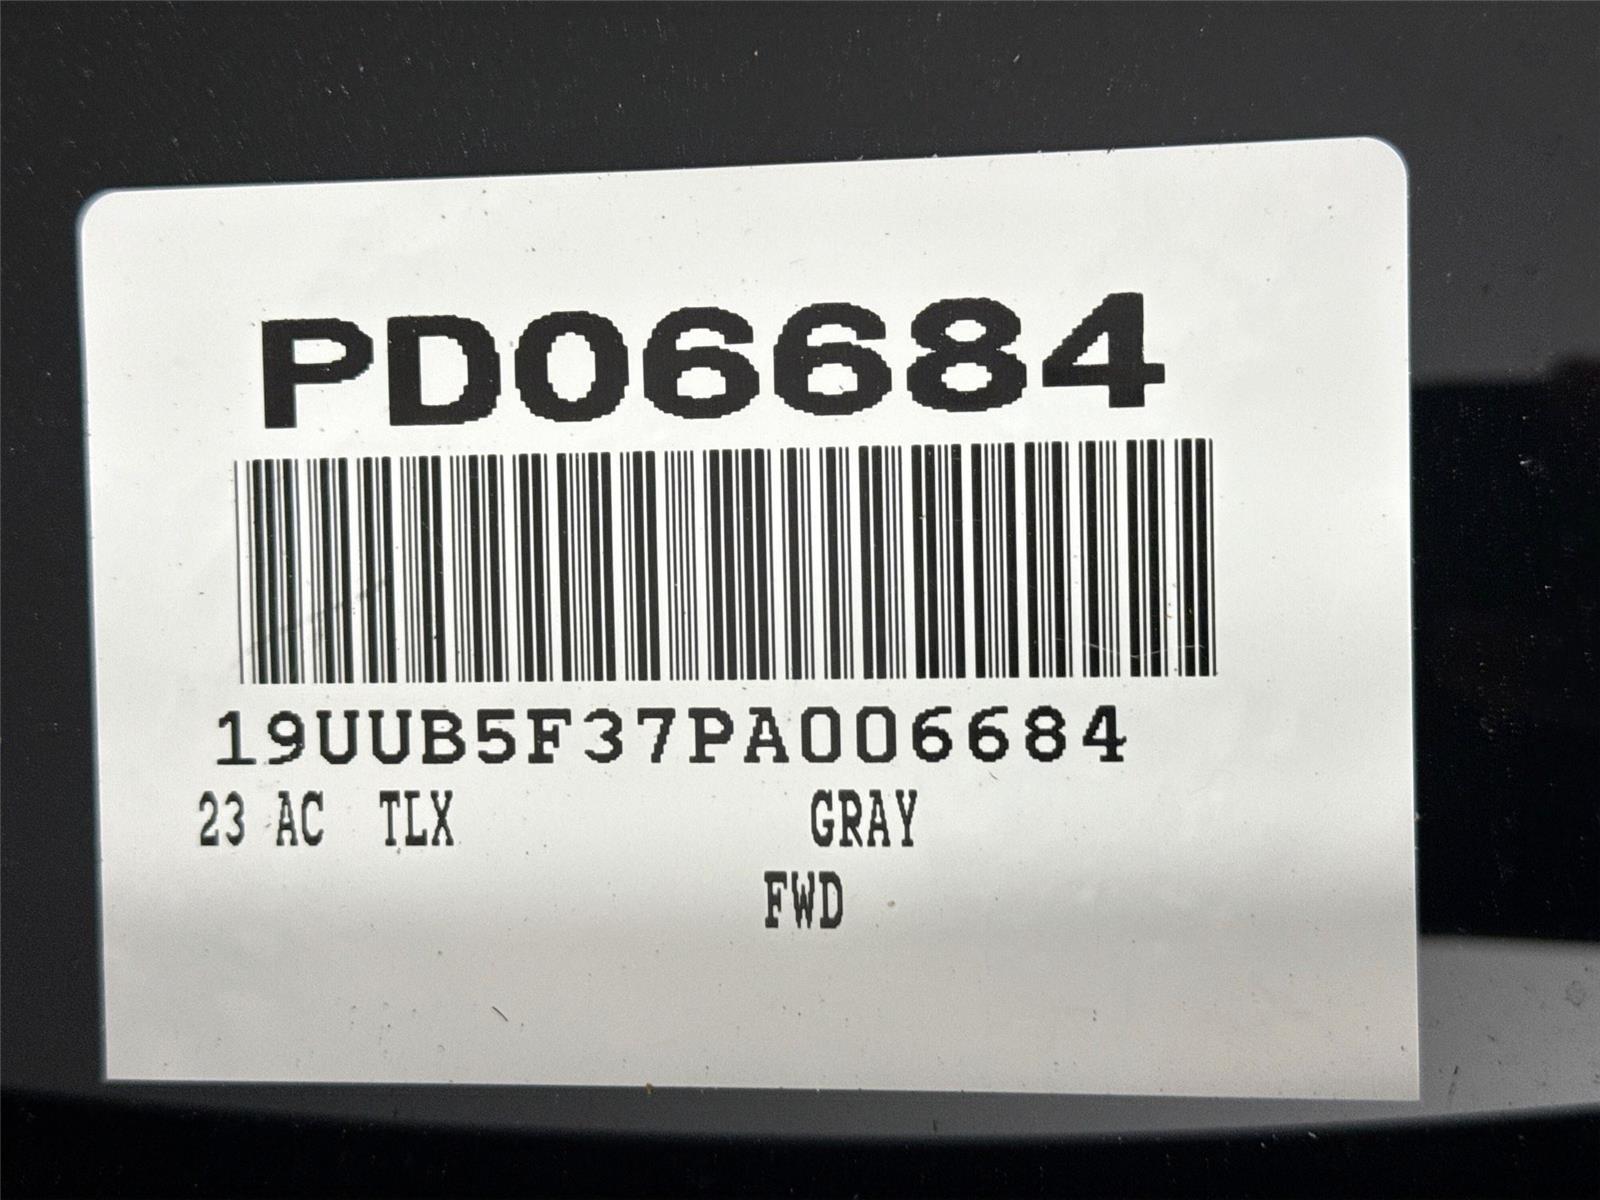 PD06684
19UUB5F37PA006684
23 AC TLX GRAY
FWD